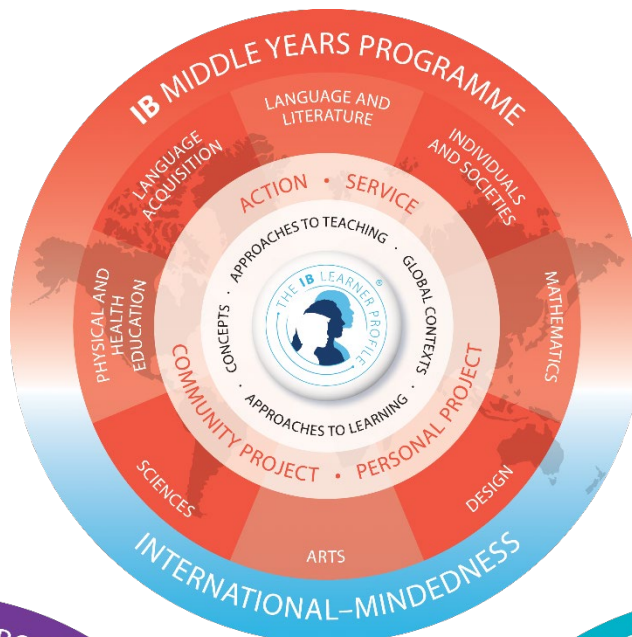 IB MIDDLE YEARS PROGRAMME
LANGUAGE AND
LITERATURE
INDIVIDUALS
AND SOCIETIES
MATHEMATICS
DESIGN
ARTS
SCIENCES
PHYSICAL AND
HEALTH
EDUCATION
LANGUAGE
ACQUISITION
ACTION • SERVICE
PERSONAL PROJECT
• COMMUNITY PROJECT
APPROACHES TO TEACHING ·
GLOBAL CONTEXTS
· APPROACHES TO LEARNING ·
CONCEPTS ·
THE IB LEARNER PROFILE ®
INTERNATIONAL–MINDEDNESS